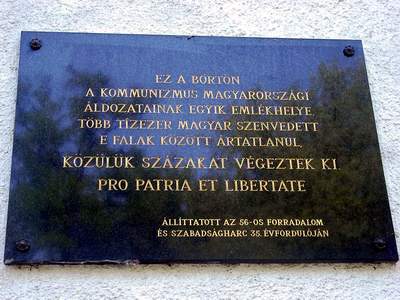 EZ A BÖRTÖN
A KOMMUNIZMUS MAGYARORSZÁGI
ÁLDOZATAINAK EGYIK EMLÉKHELYE.
TÖBB TÍZEZER MAGYAR SZENVEDETT
E FALAK KÖZÖTT ÁRTATLANUL,
KÖZÜLÜK SZÁZAKAT VÉGEZTEK KI.
PRO PATRIA ET LIBERTATE
ÁLLÍTTATOTT AZ 56-OS FORRADALOM
ÉS SZABADSÁGHARC 35. ÉVFORDULÓJÁN